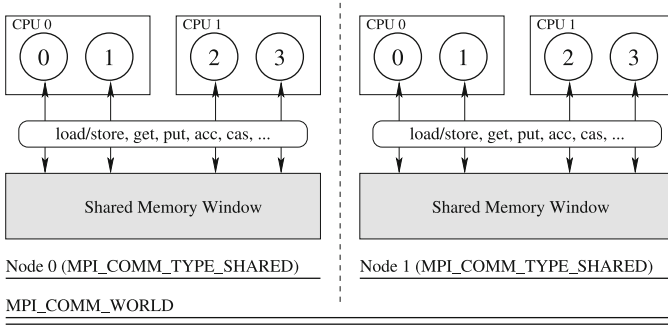 CPU 0
CPU 1
0
1
2
3
load/store, get, put, acc, cas, ...
Shared Memory Window
Node 0 (MPI_COMM_TYPE_SHARED)
CPU 0
CPU 1
0
1
2
3
load/store, get, put, acc, cas, ...
Shared Memory Window
Node 1 (MPI_COMM_TYPE_SHARED)
MPI_COMM_WORLD